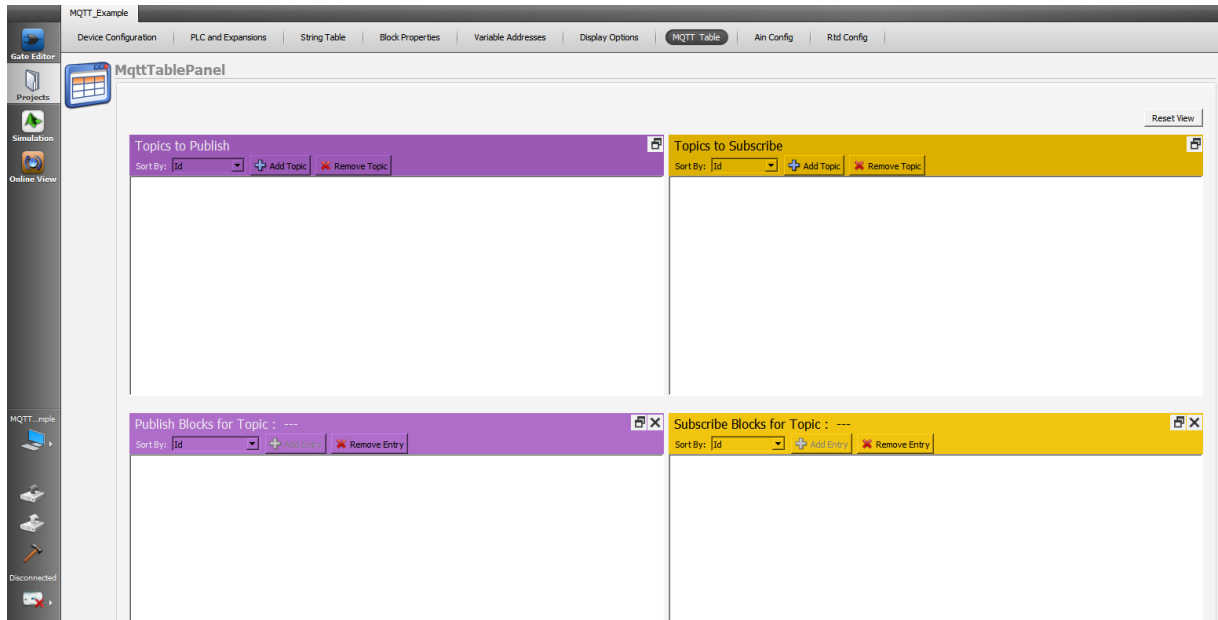 MQTT_Example
Device Configuration
PLC and Expansions
String Table
Block Properties
Variable Addresses
Display Options
MQTT Table
Ain Config
Rtd Config
Gate Editor
Projects
Simulation
Online View
MqttTablePanel
Reset View
Topics to Publish
Sort By: Id Add Topic Remove Topic
Topics to Subscribe
Sort By: Id Add Topic Remove Topic
Publish Blocks for Topic : ---
Sort By: Id Add Entry Remove Entry
Subscribe Blocks for Topic : ---
Sort By: Id Add Entry Remove Entry
MQTT...mple
Disconnected